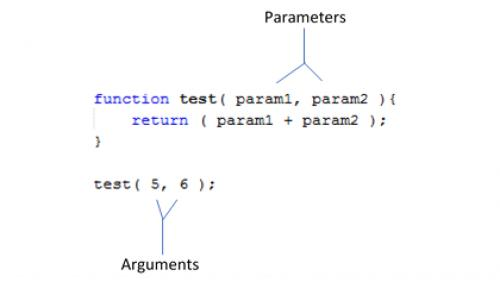 Parameters
function test( param1, param2 ){
return ( param1 + param2 );
}
test( 5, 6 );
Arguments